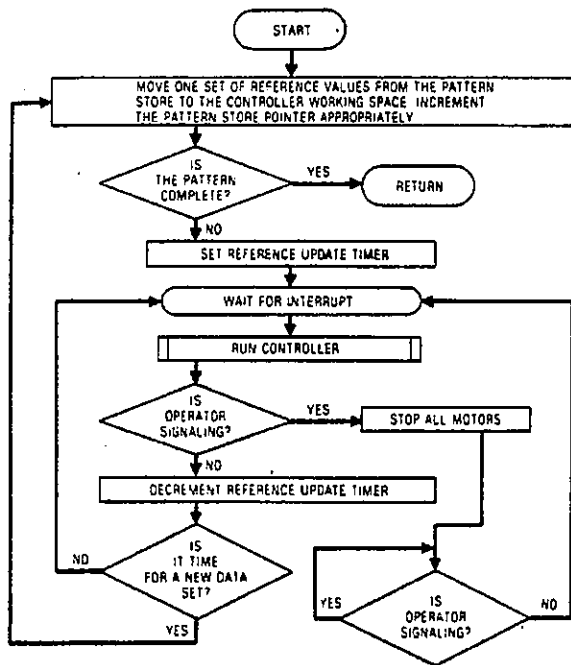 START
MOVE ONE SET OF REFERENCE VALUES FROM THE PATTERN
STORE TO THE CONTROLLER WORKING SPACE INCREMENT
THE PATTERN STORE POINTER APPROPRIATELY
IS
THE PATTERN
COMPLETE?
YES
RETURN
NO
SET REFERENCE UPDATE TIMER
WAIT FOR INTERRUPT
RUN CONTROLLER
IS
OPERATOR
SIGNALING?
YES
STOP ALL MOTORS
NO
DECREMENT REFERENCE UPDATE TIMER
NO
IS
IT TIME
FOR A NEW DATA
SET?
YES
YES
IS
OPERATOR
SIGNALING?
NO